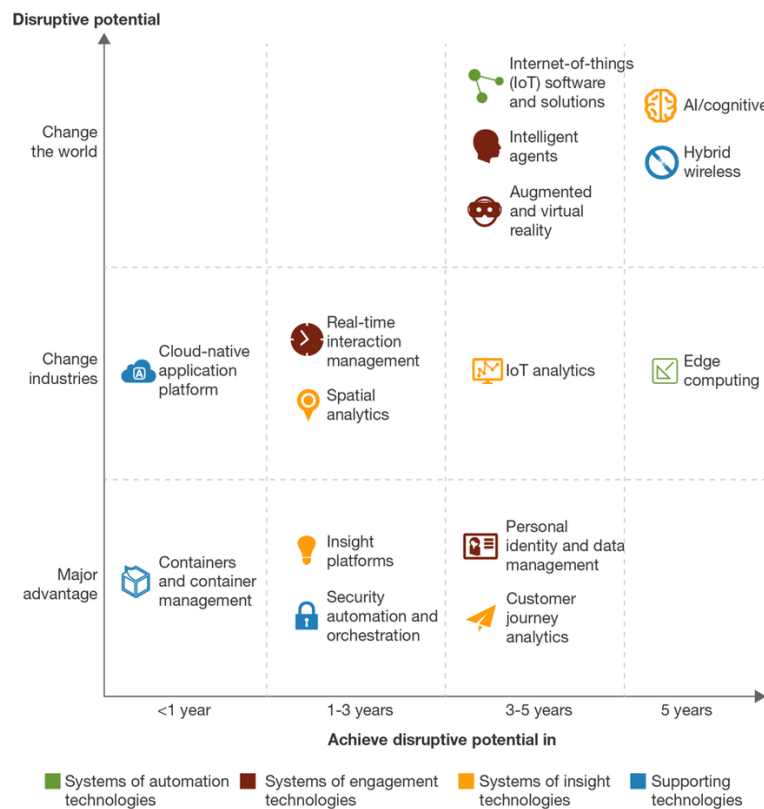 Disruptive potential
Change
the world
Internet-of-things
(IoT) software
and solutions
Intelligent
agents
Augmented
and virtual
reality
AI/cognitive
Hybrid
wireless
Change
industries
Cloud-native
application
platform
A
Real-time
interaction
management
Spatial
analytics
IoT analytics
Edge
computing
Major
advantage
Containers
and container
management
Insight
platforms
Security
automation and
orchestration
Personal
identity and data
management
Customer
journey
analytics
<1 year
1-3 years
3-5 years
5 years
Achieve disruptive potential in
Systems of automation
technologies
Systems of engagement
technologies
Systems of insight
technologies
Supporting
technologies